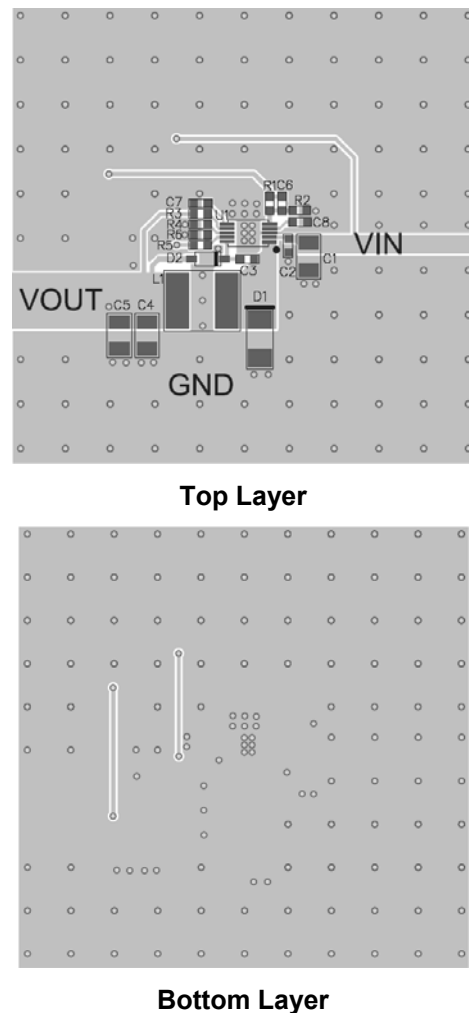 R1C6
C7
R3
R2
R4
U1
C8
R6
R5
VIN
D2
C3
C2
C1
L1
VOUT
D1
C5
C4
GND
Top Layer
Bottom Layer